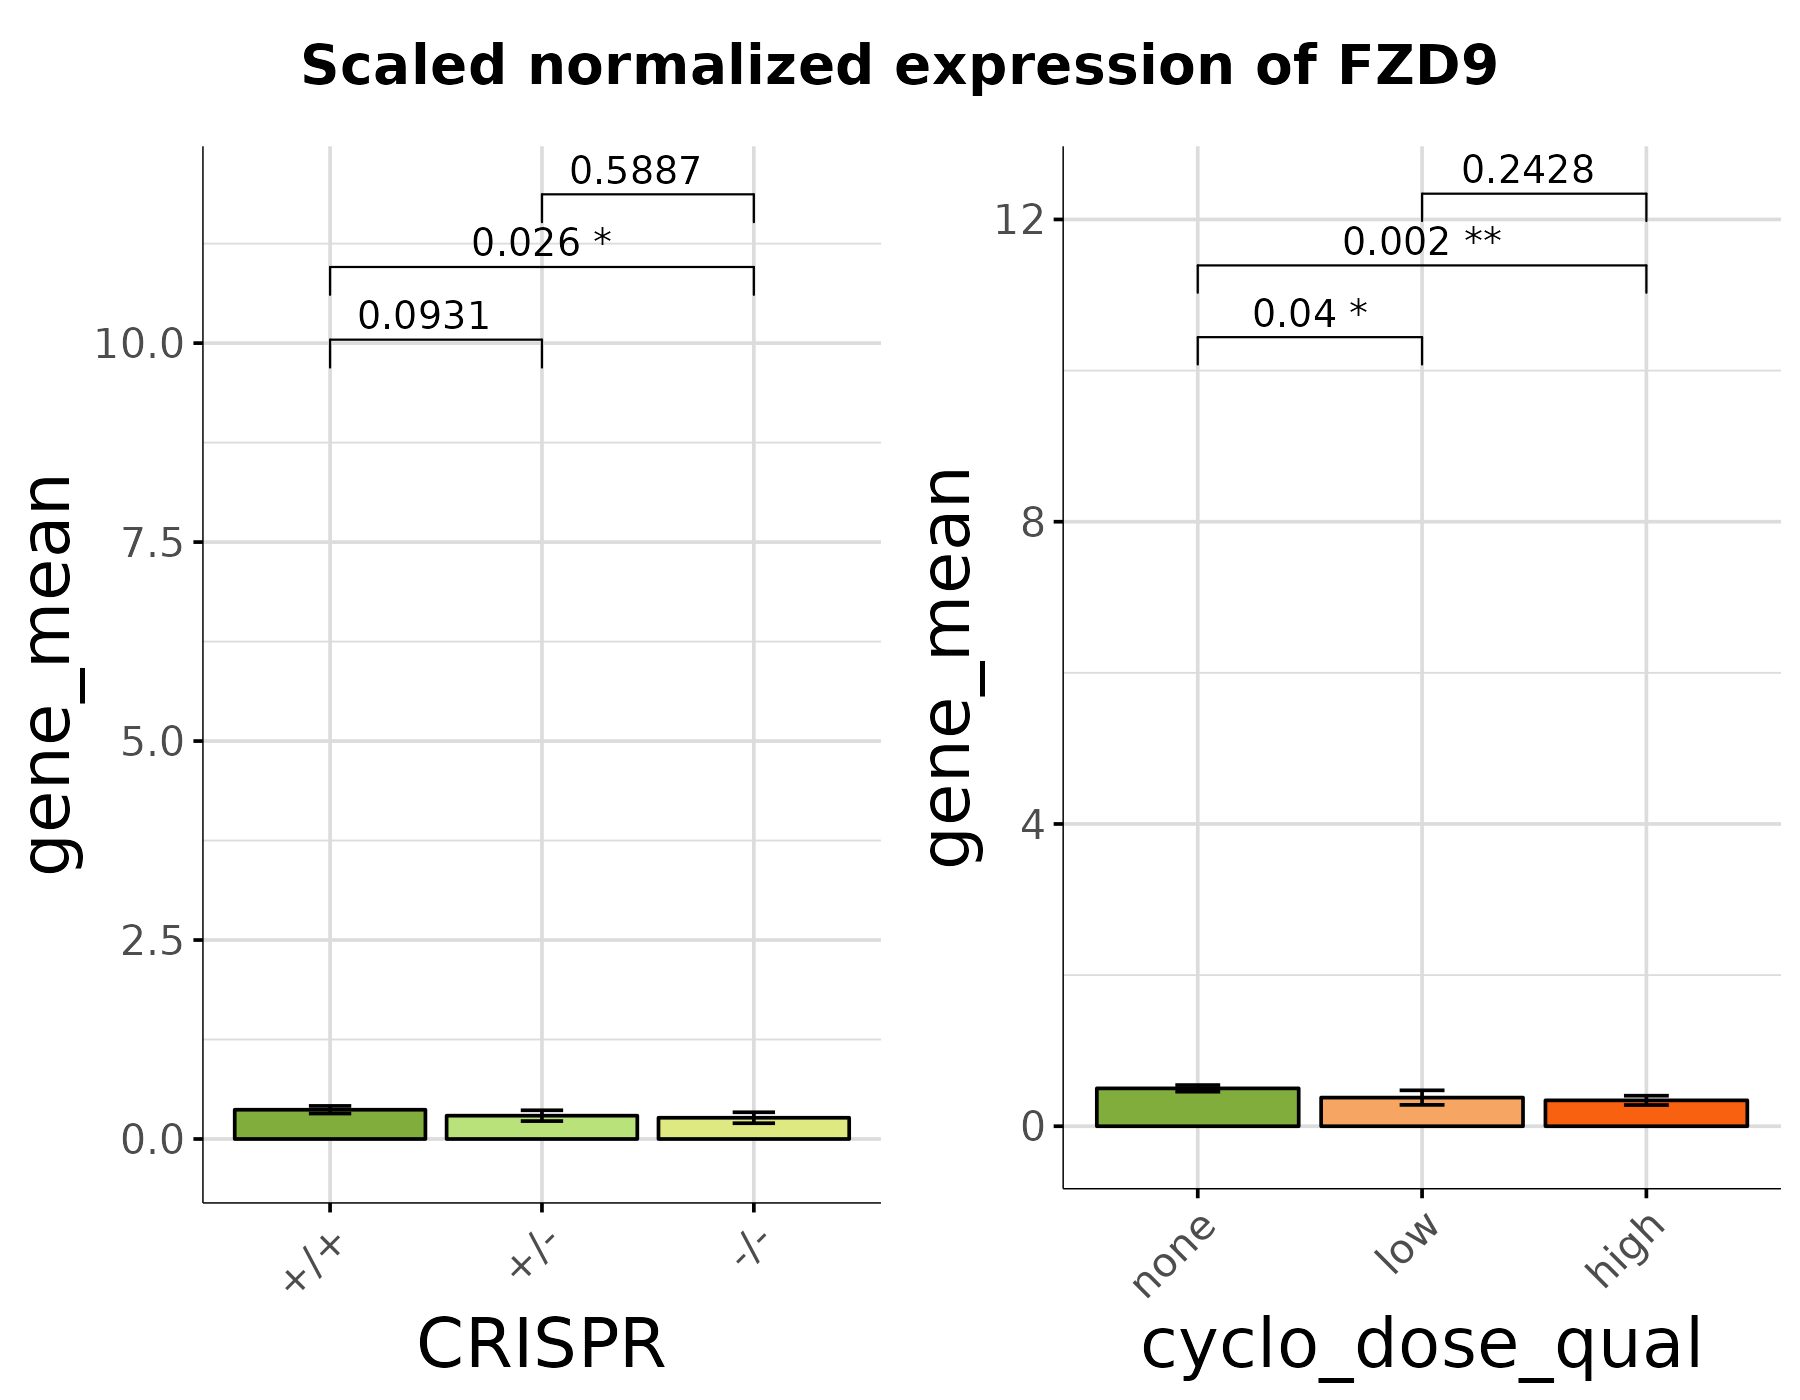 Scaled normalized expression of FZD9
0.5887
0.026 *
0.0931
10.0
7.5
5.0
2.5
0.0
gene_mean
+/+
+/-
-/-
CRISPR
0.2428
0.002 **
0.04 *
12
8
4
0
gene_mean
none
low
high
cyclo_dose_qual